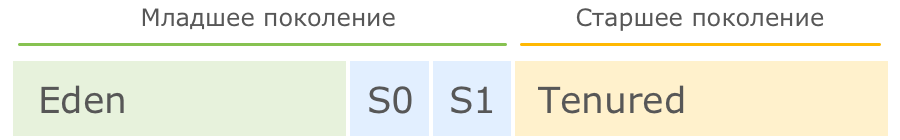 Младшее поколение Старшее поколение
Eden S0 S1 Tenured